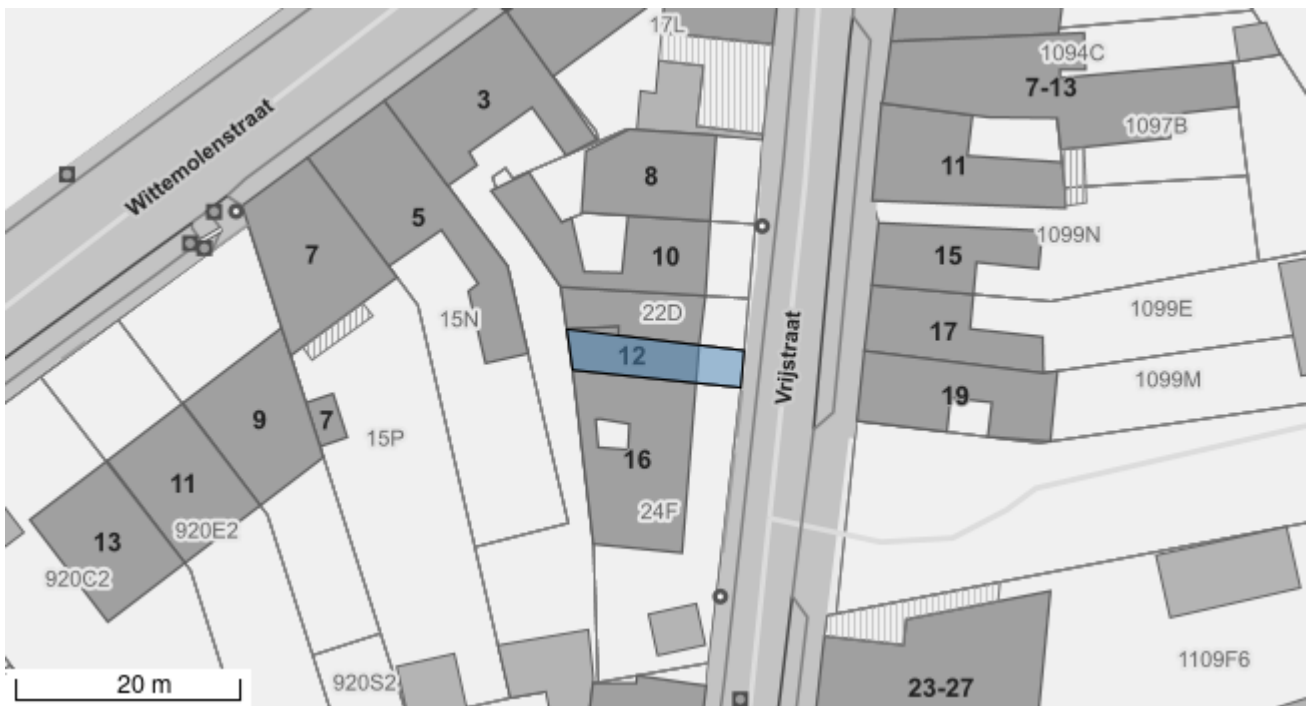 17L
1094C
7-13
3
1097B
Wittemolenstraat
11
8
5
7
1099N
15
10
1099E
22D
15N
17
12
Vrijstraat
1099M
19
9
7
15P
16
11
24F
920E2
13
920C2
1109F6
920S2
20 m
23-27